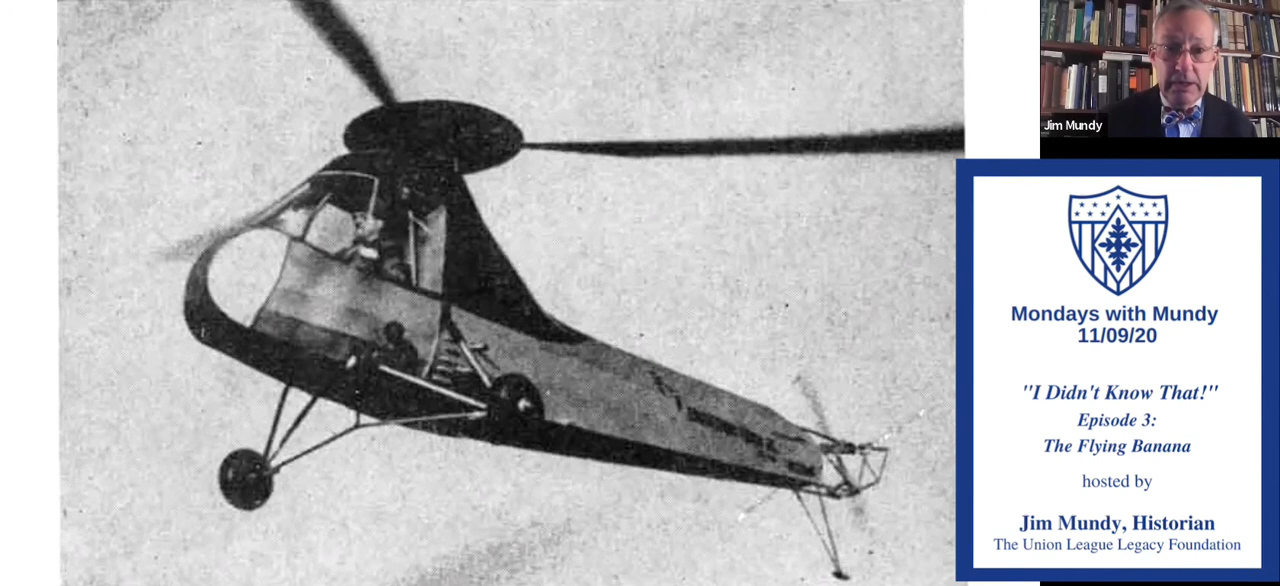 Jim Mundy
Mondays with Mundy
11/09/20
"I Didn't Know That!"
Episode 3:
The Flying Banana
hosted by
Jim Mundy, Historian
The Union League Legacy Foundation